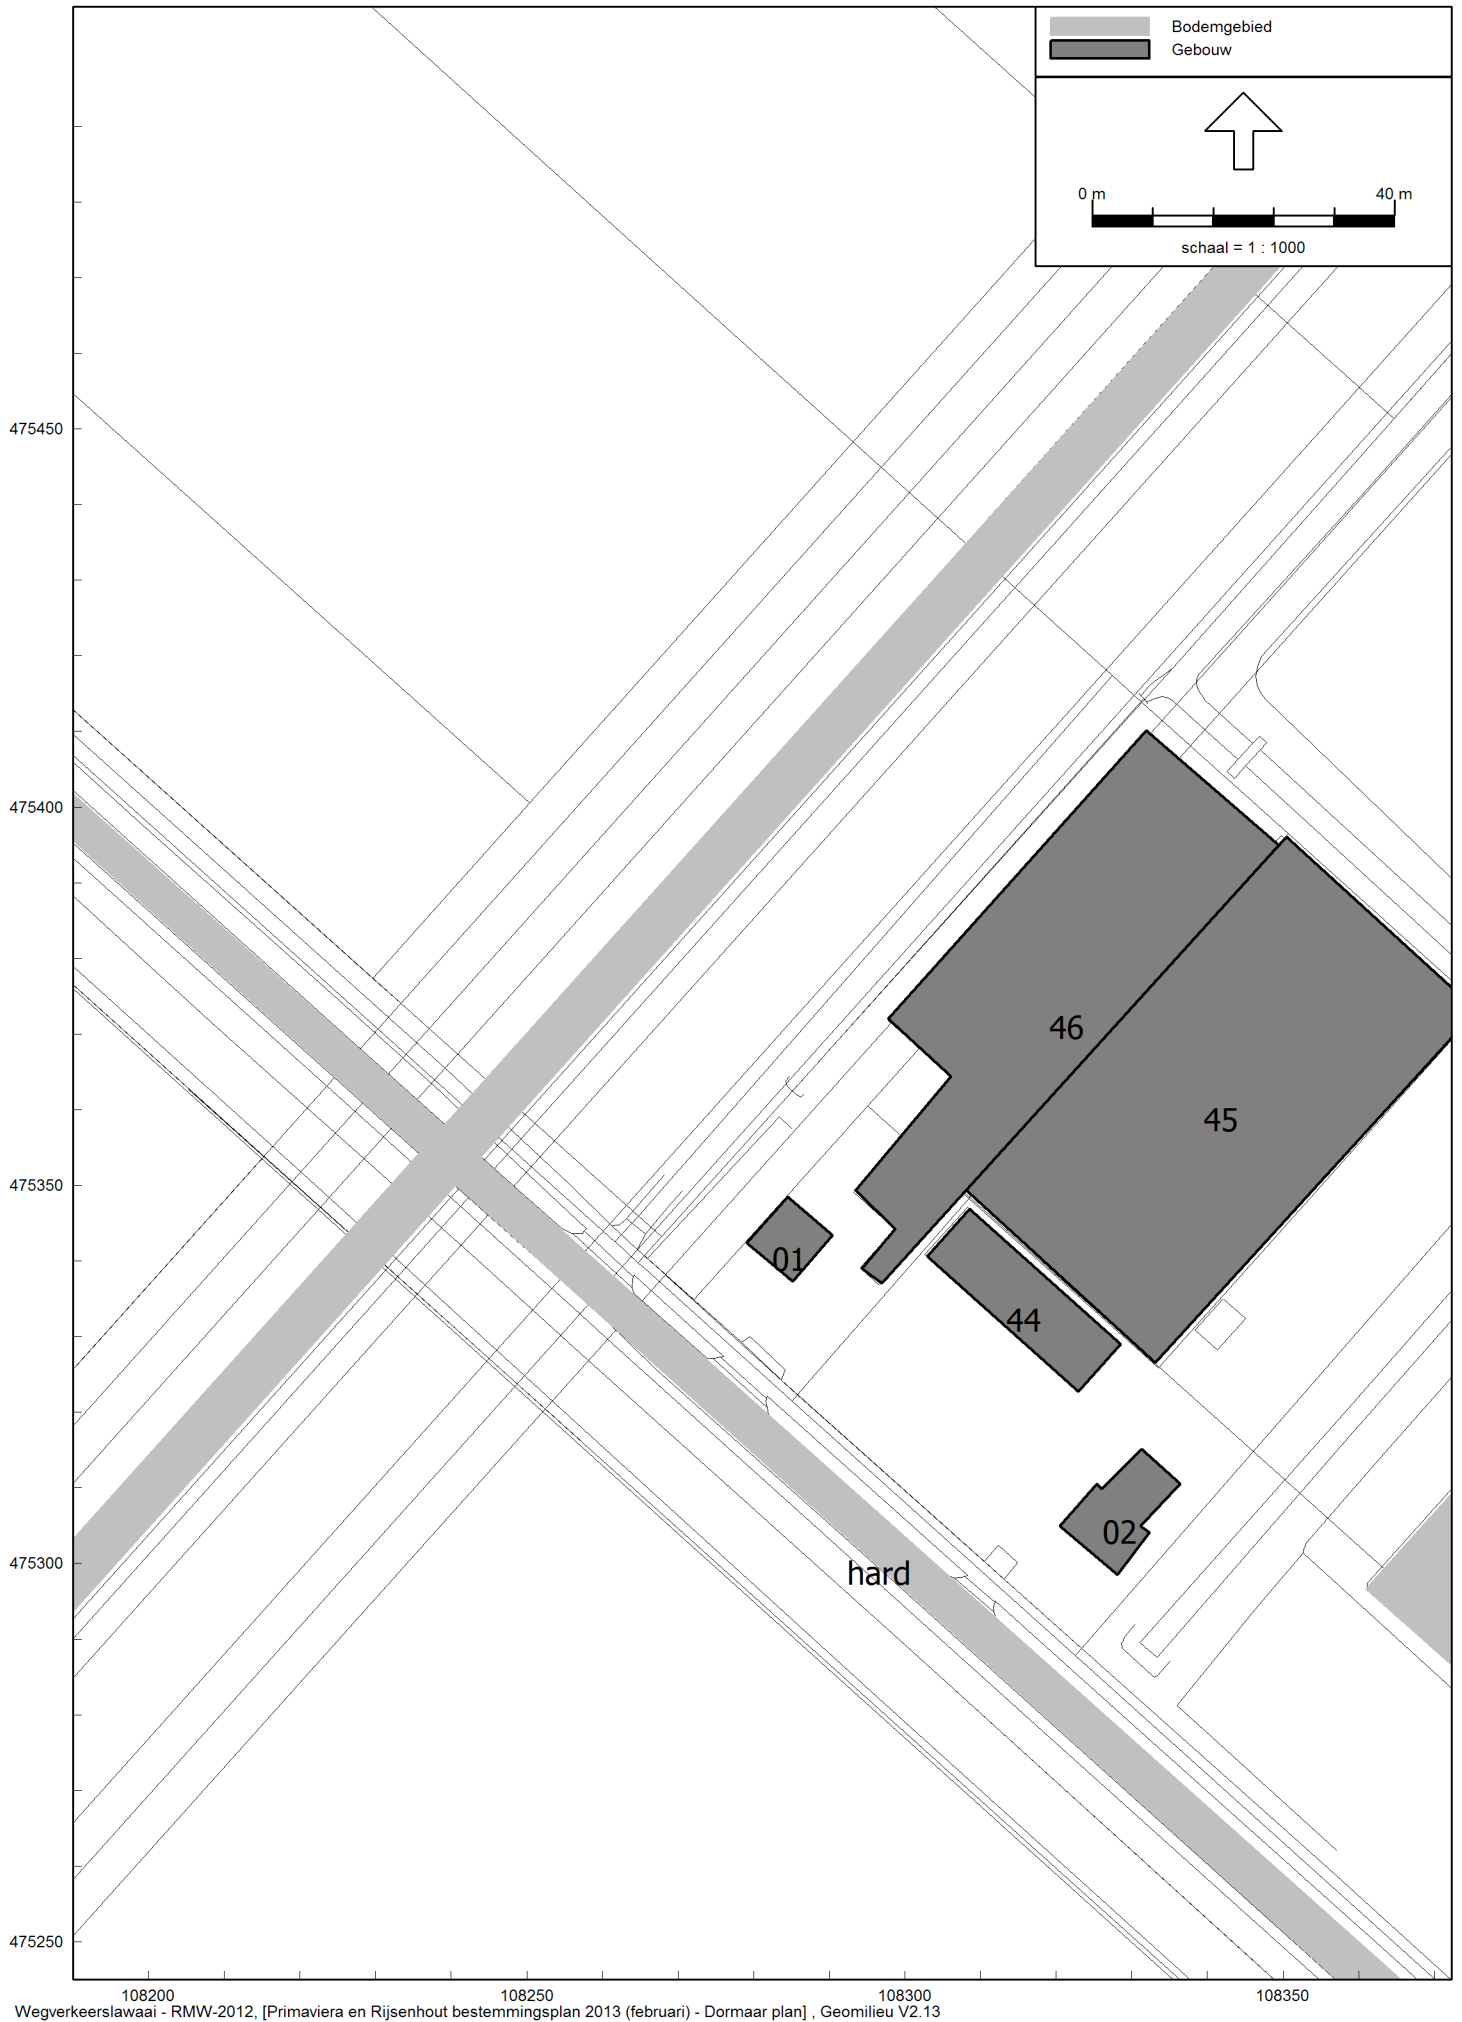 Bodemgebied
Gebouw
0 m 40 m
schaal = 1 : 1000
475450
475400
46
45
475350
01
44
02
475300
hard
475250
108200 108250 108300 108350
Wegverkeerslawaai - RMW-2012, [Primaviera en Rijsenhout bestemmingsplan 2013 (februari) - Dormaar plan] , Geomilieu V2.13